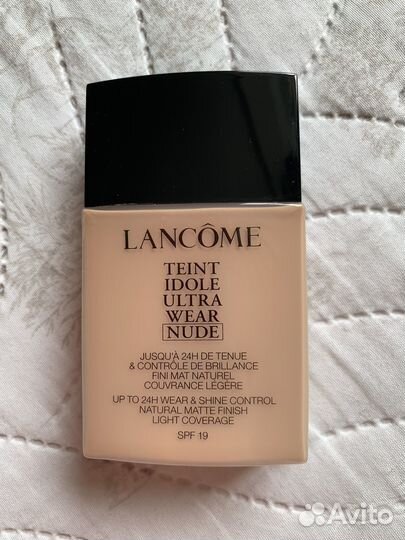 LANCÔME
TEINT
IDOLE
ULTRA
WEAR
NUDE
JUSQU'À 24H DE TENUE
& CONTRÔLE DE BRILLANCE
FINI MAT NATUREL
COUVRANCE LÉGÈRE
UP TO 24H WEAR & SHINE CONTROL
NATURAL MATTE FINISH
LIGHT COVERAGE
SPF 19
Avito